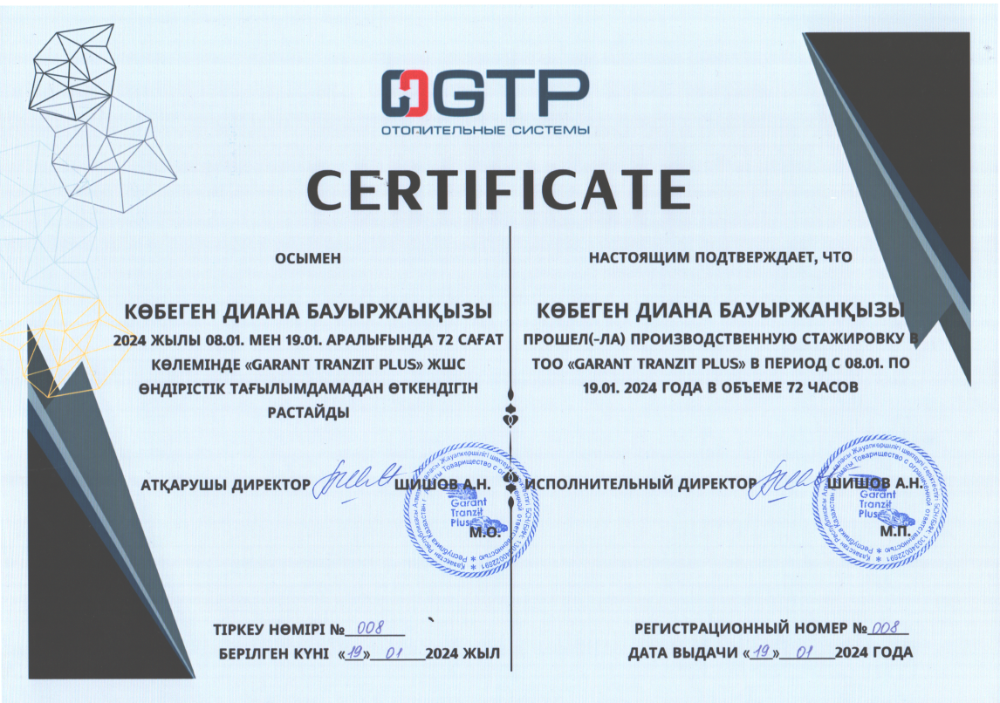 GTP
ОТОПИТЕЛЬНЫЕ СИСТЕМЫ
CERTIFICATE
ОСЫМЕН
КӨБЕГЕН ДИАНА БАУЫРЖАНҚЫЗЫ
2024 ЖЫЛЫ 08.01. МЕН 19.01. АРАЛЫҒЫНДА 72 САҒАТ
КӨЛЕМІНДЕ «GARANT TRANZIT PLUS» ЖШС
ӨНДІРІСТІК ТАҒЫЛЫМДАМАДАН ӨТКЕНДІГІН
РАСТАЙДЫ
АТҚАРУШЫ ДИРЕКТОР ШИШОВ А.Н.
Garant
Tranzit
Plus
М.О.
ТІРКЕУ НӨМІРІ № 008
БЕРІЛГЕН КҮНІ «19» 01 2024 ЖЫЛ
НАСТОЯЩИМ ПОДТВЕРЖДАЕТ, ЧТО
КӨБЕГЕН ДИАНА БАУЫРЖАНҚЫЗЫ
ПРОШЕЛ(-ЛА) ПРОИЗВОДСТВЕННУЮ СТАЖИРОВКУ В
ТОО «GARANT TRANZIT PLUS» В ПЕРИОД С 08.01. ПО
19.01. 2024 ГОДА В ОБЪЕМЕ 72 ЧАСОВ
ИСПОЛНИТЕЛЬНЫЙ ДИРЕКТОР ШИШОВ А.Н.
Garant
Tranzit
Plus
М.П.
РЕГИСТРАЦИОННЫЙ НОМЕР № 008
ДАТА ВЫДАЧИ «19» 01 2024 ГОДА